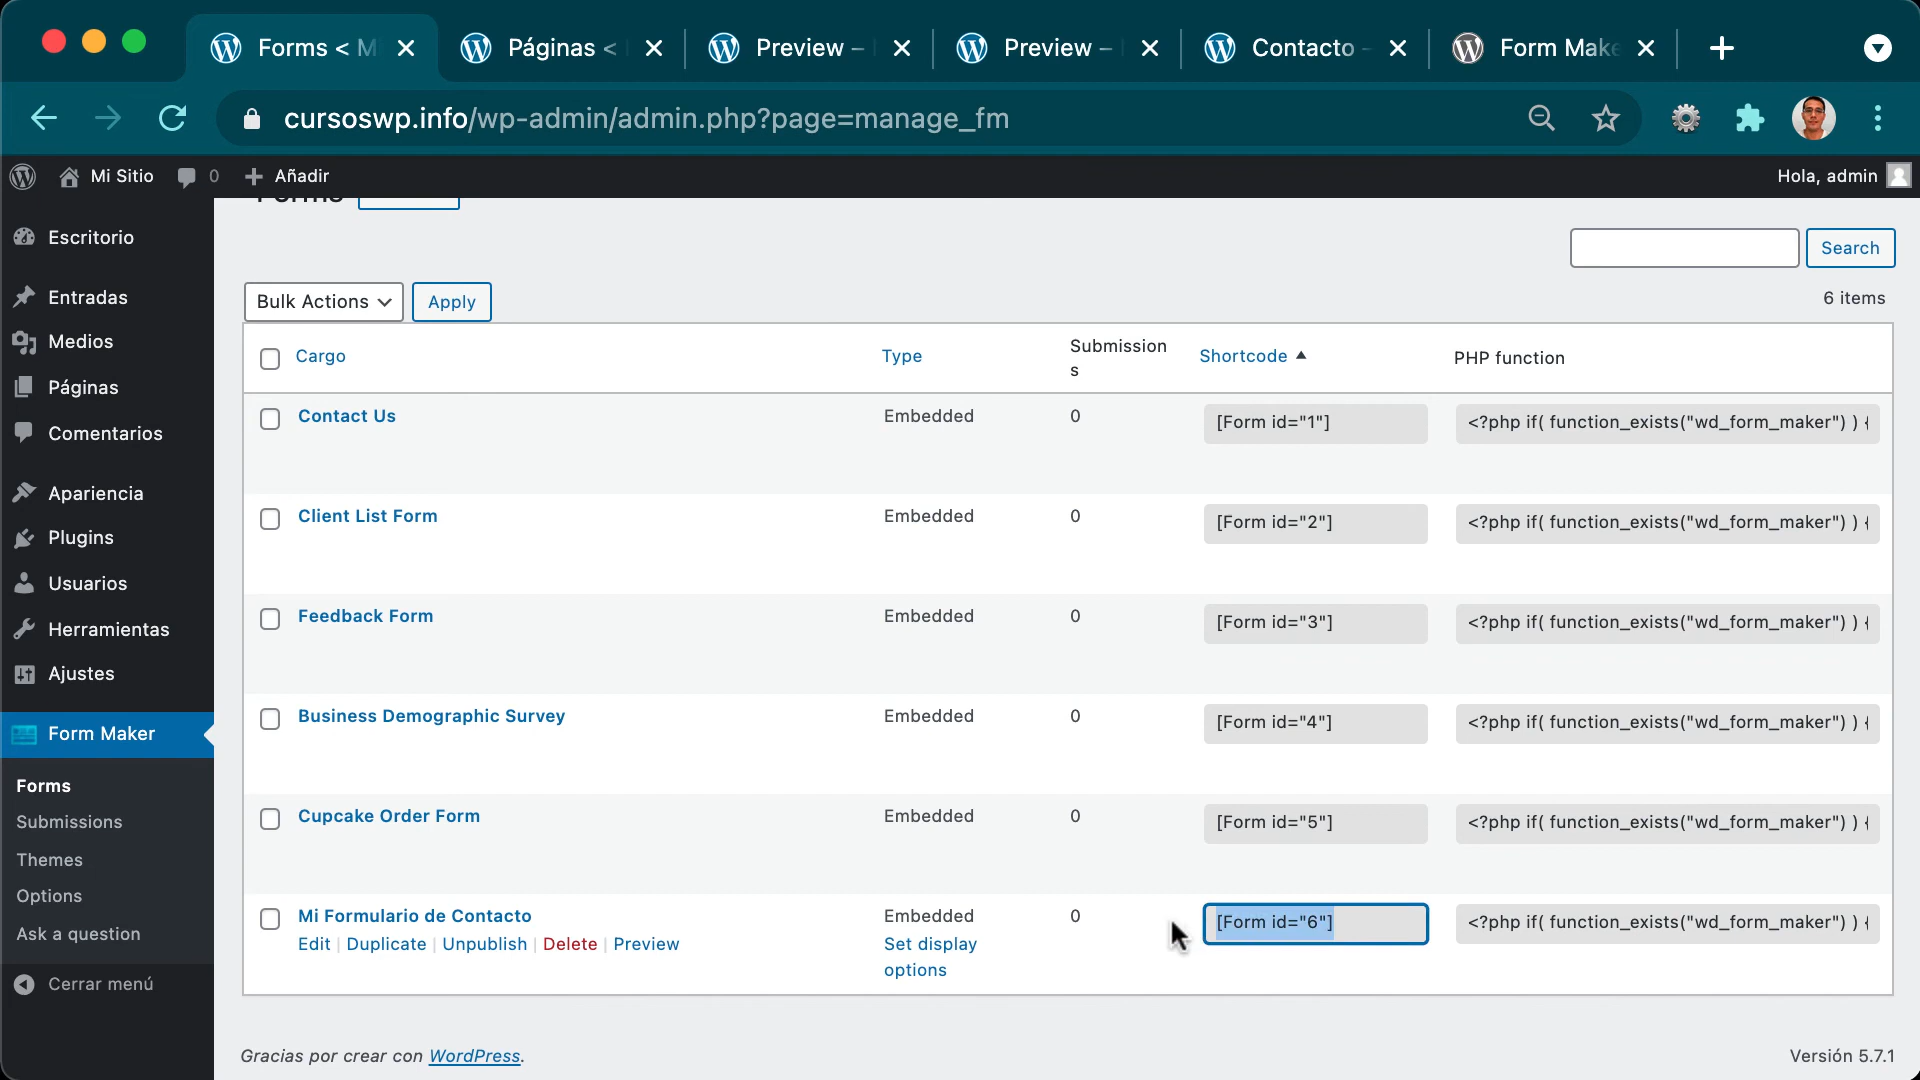 Forms < M
Páginas <
Preview –
Preview –
Contacto -
Form Make
cursoswp.info/wp-admin/admin.php?page=manage_fm
Mi Sitio
0
Añadir
Hola, admin
Escritorio
Entradas
Medios
Páginas
Comentarios
Apariencia
Plugins
Usuarios
Herramientas
Ajustes
Form Maker
Forms
Submissions
Themes
Options
Ask a question
Cerrar menú
Forms
Search
Bulk Actions
Apply
6 items
Cargo
Type
Submission
s
Shortcode
PHP function
Contact Us
Embedded
0
[Form id="1"]
<?php if( function_exists("wd_form_maker") ) {
Client List Form
Embedded
0
[Form id="2"]
<?php if( function_exists("wd_form_maker") ) {
Feedback Form
Embedded
0
[Form id="3"]
<?php if( function_exists("wd_form_maker") ) {
Business Demographic Survey
Embedded
0
[Form id="4"]
<?php if( function_exists("wd_form_maker") ) {
Cupcake Order Form
Embedded
0
[Form id="5"]
<?php if( function_exists("wd_form_maker") ) {
Mi Formulario de Contacto
Edit | Duplicate | Unpublish | Delete | Preview
Embedded
Set display
options
0
[Form id="6"]
<?php if( function_exists("wd_form_maker") ) {
Gracias por crear con WordPress.
Versión 5.7.1